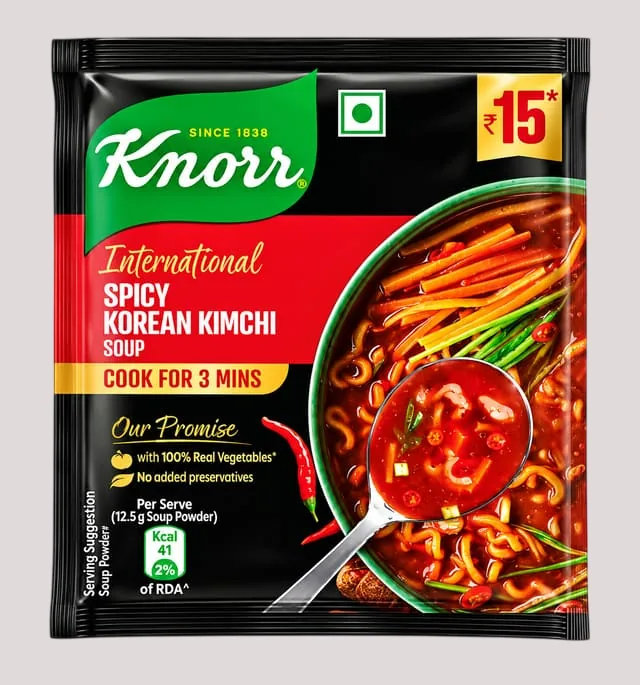 SINCE 1838
Knorr®
₹15*
International
SPICY
KOREAN KIMCHI
SOUP
COOK FOR 3 MINS
Our Promise
with 100% Real Vegetables*
No added preservatives
Per Serve
(12.5 g Soup Powder)
Kcal
41
2%
of RDA^
Serving Suggestion
Soup Powder#